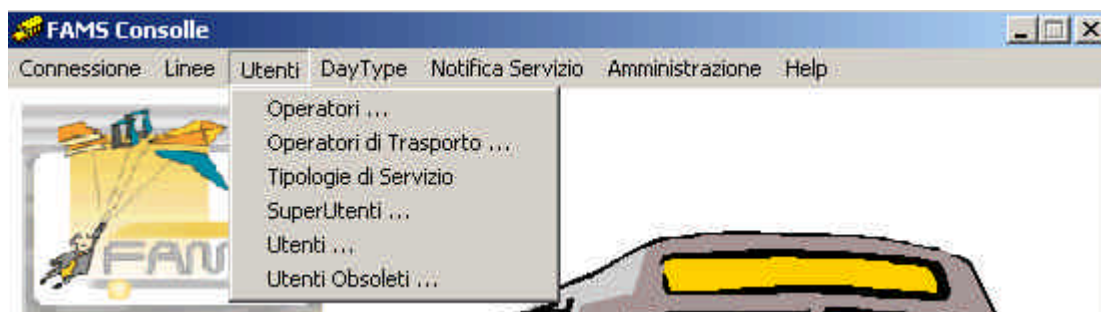 FAMS Consolle
Connessione Linee Utenti DayType Notifica Servizio Amministrazione Help
Operatori ...
Operatori di Trasporto ...
Tipologie di Servizio
SuperUtenti ...
Utenti ...
Utenti Obsoleti ...
FAM